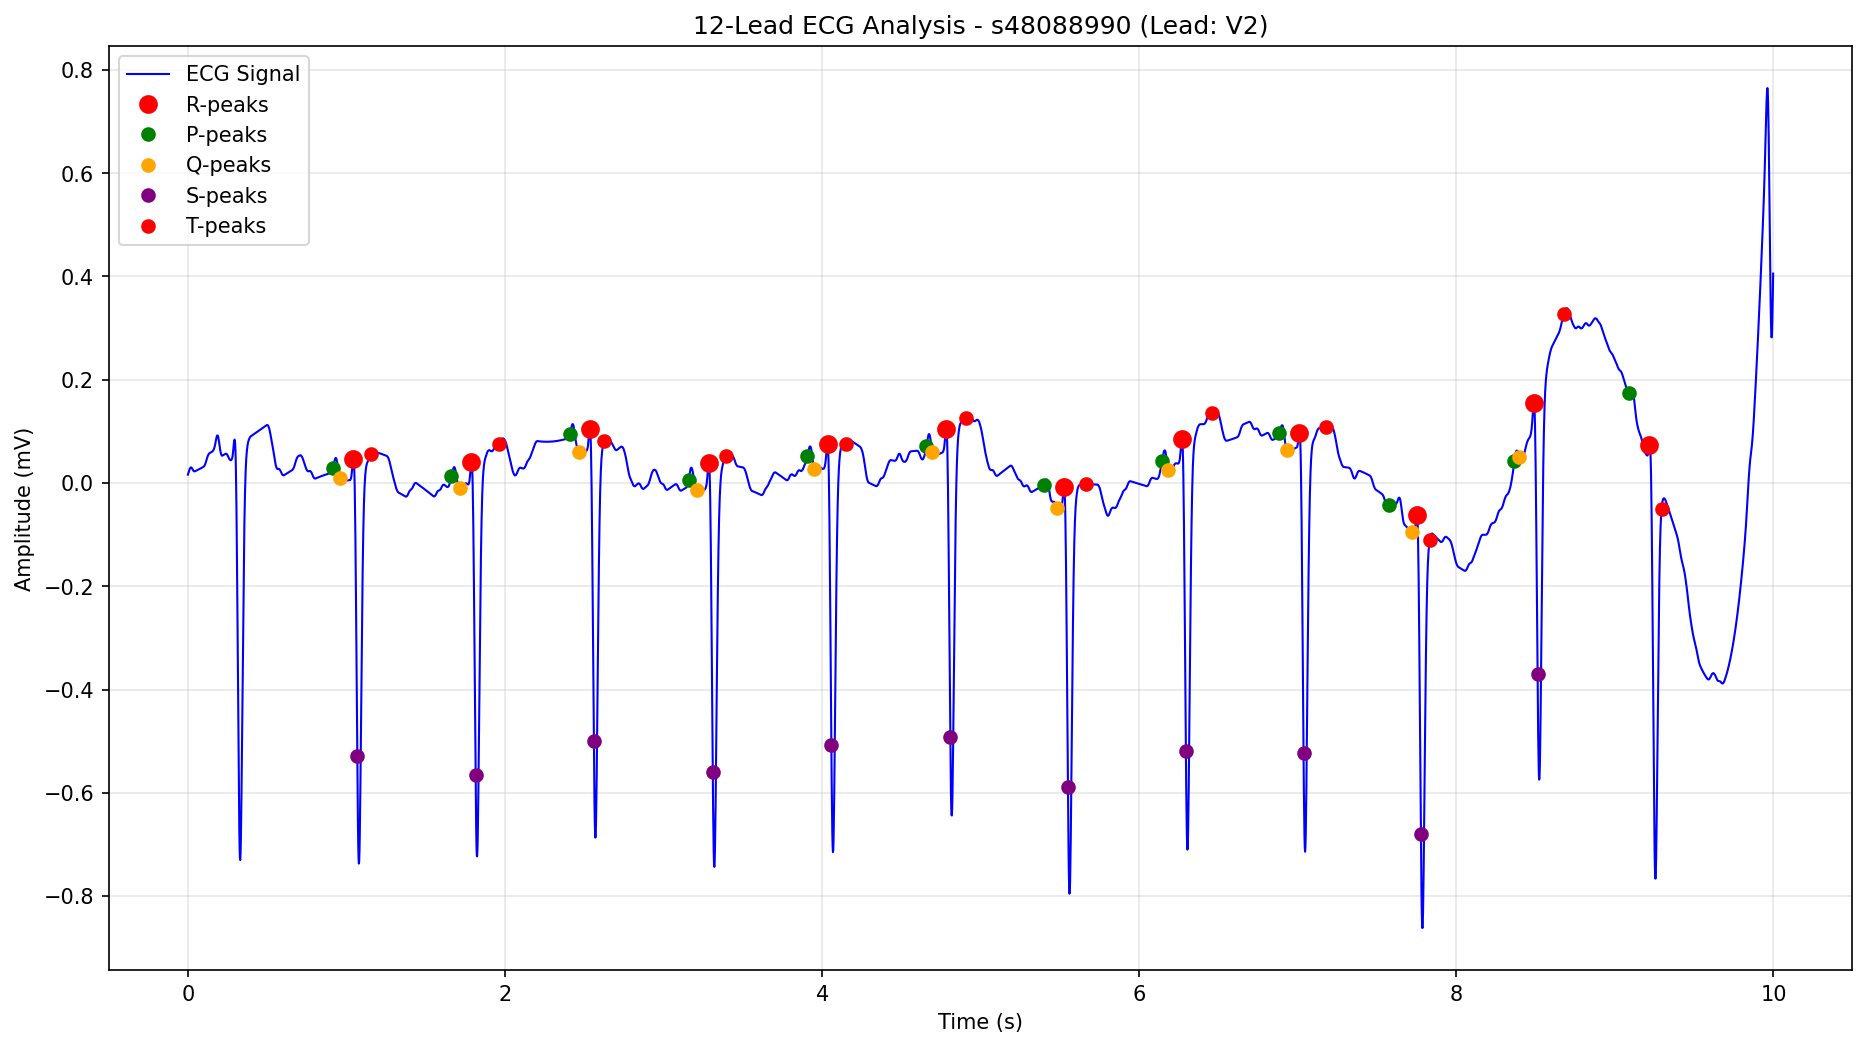 12-Lead ECG Analysis - s48088990 (Lead: V2)
ECG Signal
R-peaks
P-peaks
Q-peaks
S-peaks
T-peaks
Amplitude (mV)
0.8
0.6
0.4
0.2
0.0
−0.2
−0.4
−0.6
−0.8
0 2 4 6 8 10
Time (s)